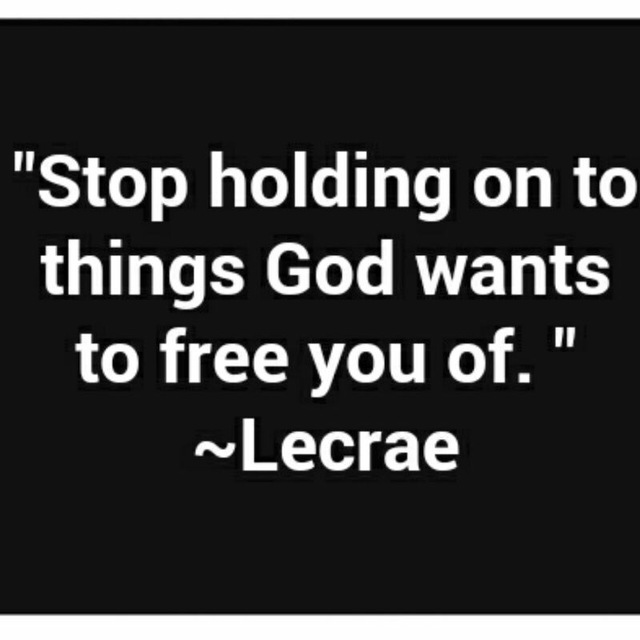 "Stop holding on to
things God wants
to free you of. "
~Lecrae